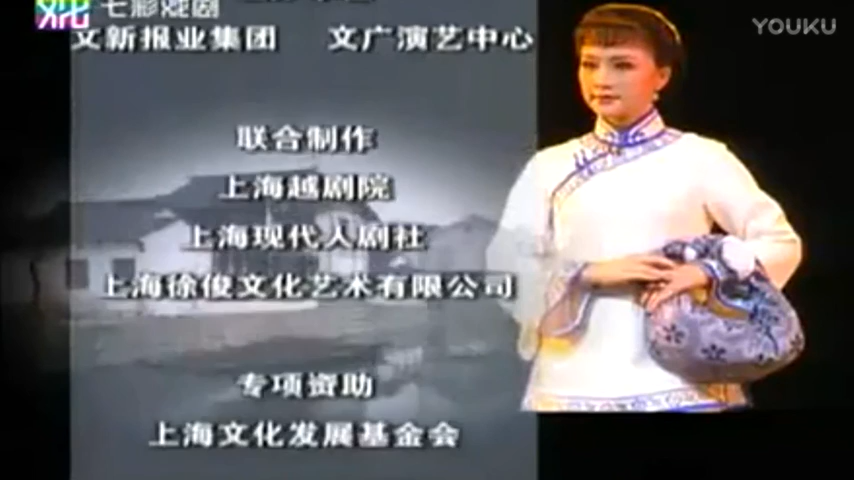 七彩戏剧
YOUKU
文新报业集团 文广演艺中心
联合制作
上海越剧院
上海现代人剧社
上海徐俊文化艺术有限公司
专项资助
上海文化发展基金会